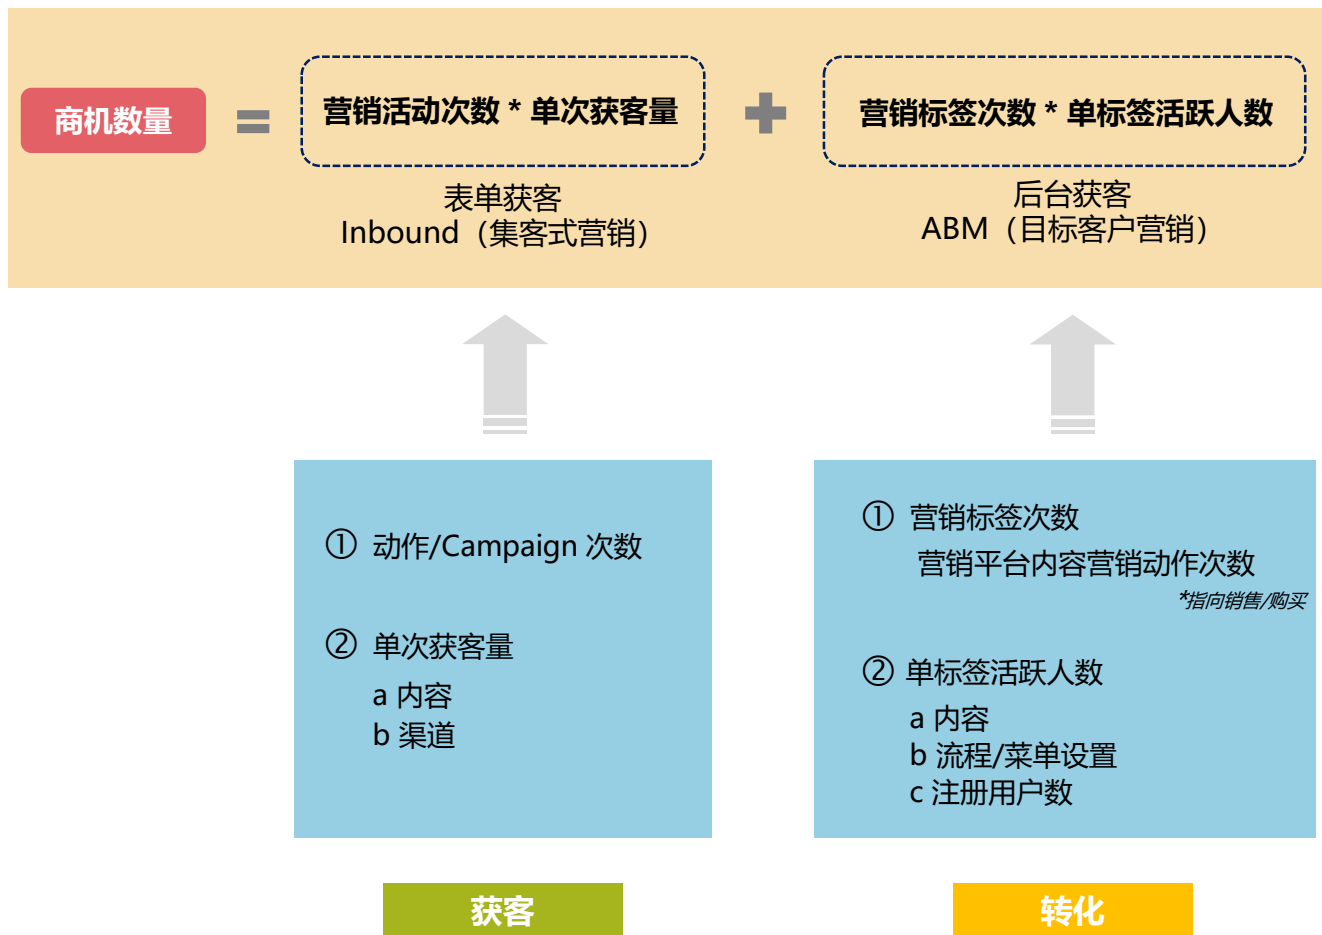 商机数量
=
营销活动次数 * 单次获客量
+
营销标签次数 * 单标签活跃人数
表单获客
Inbound（集客式营销）
后台获客
ABM（目标客户营销）
① 动作/Campaign 次数
② 单次获客量
a 内容
b 渠道
① 营销标签次数
营销平台内容营销动作次数
*指向销售/购买
② 单标签活跃人数
a 内容
b 流程/菜单设置
c 注册用户数
获客
转化